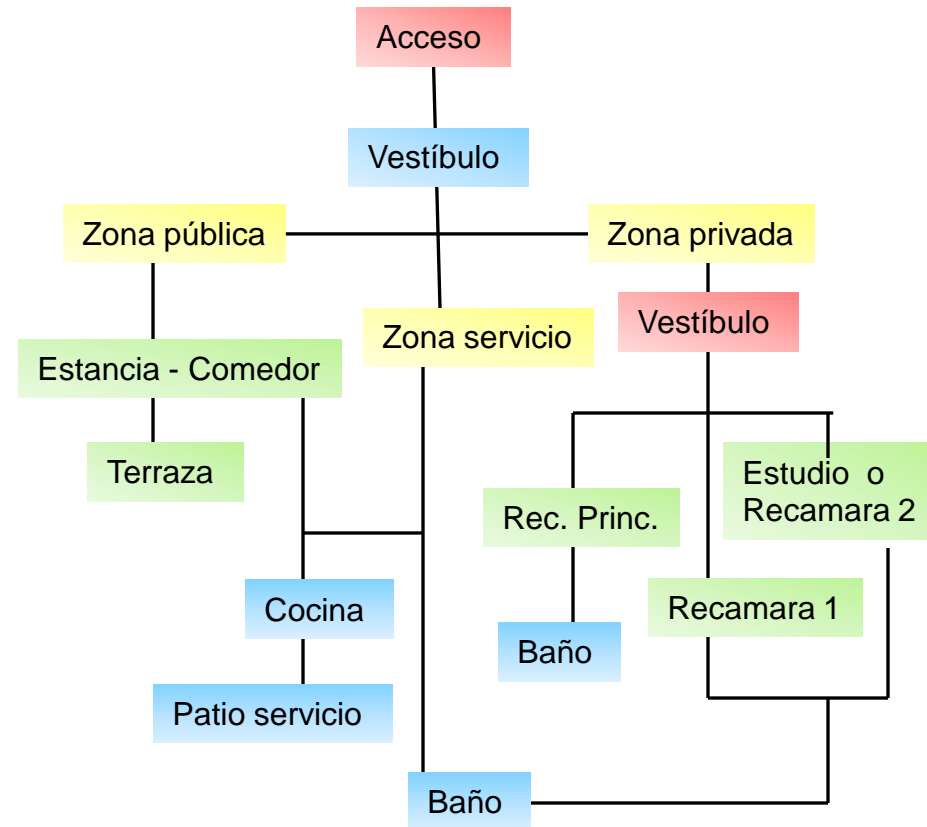 Acceso
Vestíbulo
Zona pública
Zona privada
Zona servicio
Vestíbulo
Estancia - Comedor
Terraza
Estudio o
Recamara 2
Rec. Princ.
Cocina
Recamara 1
Baño
Patio servicio
Baño